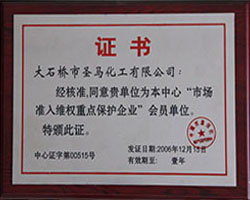 证书
大石桥市圣马化工有限公司：
经核准,同意贵单位为本中心“市场
准入维权重点保护企业”会员单位。
特颁此证。
发证日期：2006年12月15日
中心证字第00515号
有效期至： 壹年